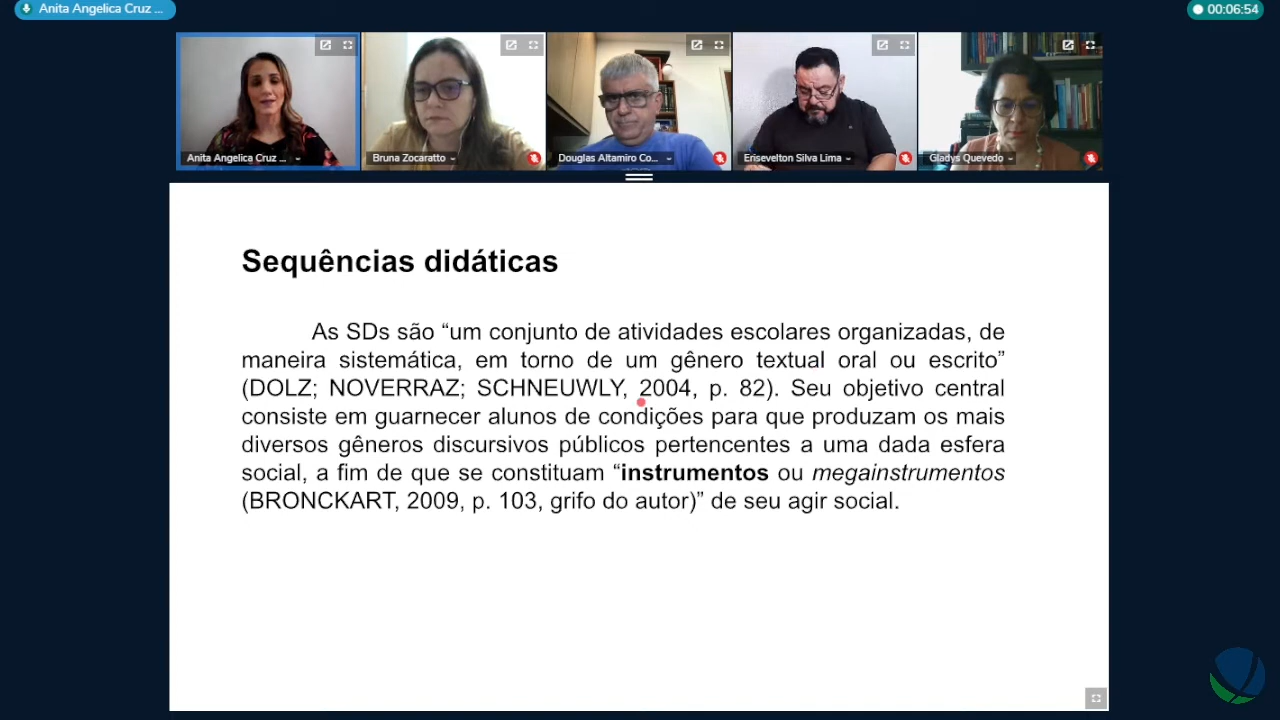 Anita Angelica Cruz ...
00:06:54
Anita Angelica Cruz ...
Bruna Zocaratto
Douglas Altamiro Co...
Erisevelton Silva Lima
Gladys Quevedo
Sequências didáticas
As SDs são “um conjunto de atividades escolares organizadas, de
maneira sistemática, em torno de um gênero textual oral ou escrito”
(DOLZ; NOVERRAZ; SCHNEUWLY, 2004, p. 82). Seu objetivo central
consiste em guarnecer alunos de condições para que produzam os mais
diversos gêneros discursivos públicos pertencentes a uma dada esfera
social, a fim de que se constituam “instrumentos ou megainstrumentos
(BRONCKART, 2009, p. 103, grifo do autor)” de seu agir social.